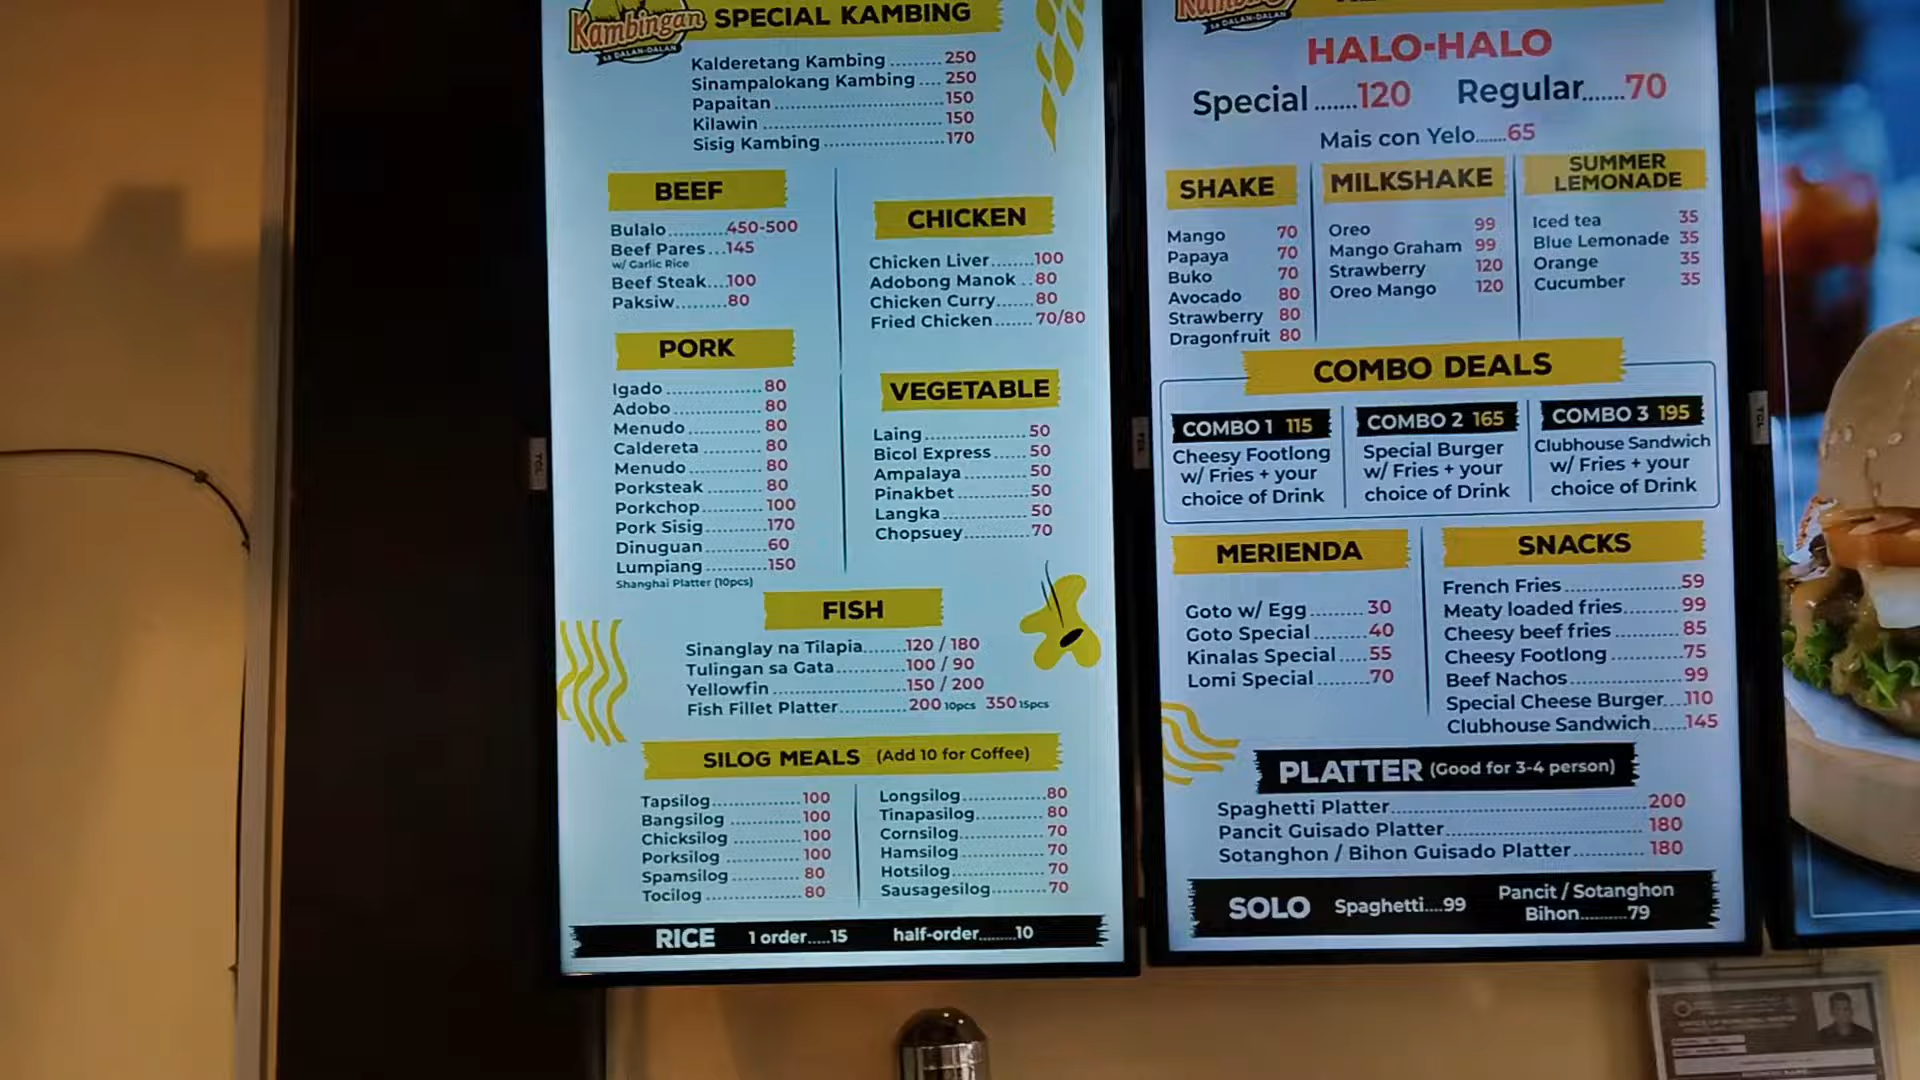 Kambingan
sa DALAN-DALAN
SPECIAL KAMBING
Kalderetang Kambing ......... 250
Sinampalokang Kambing .... 250
Papaitan ............................... 150
Kilawin ................................. 150
Sisig Kambing ...................... 170
BEEF
Bulalo ........... 450-500
Beef Pares ... 145
w/ Garlic Rice
Beef Steak.... 100
Paksiw ........ 80
CHICKEN
Chicken Liver ........ 100
Adobong Manok .. 80
Chicken Curry ....... 80
Fried Chicken ....... 70/80
PORK
Igado .................. 80
Adobo ................. 80
Menudo .............. 80
Caldereta ............ 80
Menudo .............. 80
Porksteak ........... 80
Porkchop ............ 100
Pork Sisig ............ 170
Dinuguan ............ 60
Lumpiang ........... 150
Shanghai Platter (10pcs)
VEGETABLE
Laing .................... 50
Bicol Express ....... 50
Ampalaya ............ 50
Pinakbet .............. 50
Langka ................. 50
Chopsuey ............. 70
FISH
Sinanglay na Tilapia ....... 120 / 180
Tulingan sa Gata ............ 100 / 90
Yellowfin ....................... 150 / 200
Fish Fillet Platter ........... 200 10pcs 350 15pcs
SILOG MEALS (Add 10 for Coffee)
Tapsilog ................ 100
Bangsilog ............. 100
Chicksilog ............. 100
Porksilog .............. 100
Spamsilog ............ 80
Tocilog .................. 80
Longsilog .............. 80
Tinapasilog ........... 80
Cornsilog .............. 70
Hamsilog .............. 70
Hotsilog ................ 70
Sausagesilog ......... 70
RICE 1 order ..... 15 half-order ........ 10
Kambingan
sa DALAN-DALAN
HALO-HALO
Special ....... 120 Regular ....... 70
Mais con Yelo ...... 65
SHAKE
Mango 70
Papaya 70
Buko 70
Avocado 80
Strawberry 80
Dragonfruit 80
MILKSHAKE
Oreo 99
Mango Graham 99
Strawberry 120
Oreo Mango 120
SUMMER
LEMONADE
Iced tea 35
Blue Lemonade 35
Orange 35
Cucumber 35
COMBO DEALS
COMBO 1 115
Cheesy Footlong
w/ Fries + your
choice of Drink
COMBO 2 165
Special Burger
w/ Fries + your
choice of Drink
COMBO 3 195
Clubhouse Sandwich
w/ Fries + your
choice of Drink
MERIENDA
Goto w/ Egg ......... 30
Goto Special ......... 40
Kinalas Special ..... 55
Lomi Special ......... 70
SNACKS
French Fries ................... 59
Meaty loaded fries ......... 99
Cheesy beef fries ........... 85
Cheesy Footlong ............ 75
Beef Nachos .................. 99
Special Cheese Burger .... 110
Clubhouse Sandwich ...... 145
PLATTER (Good for 3-4 person)
Spaghetti Platter ................................... 200
Pancit Guisado Platter ........................... 180
Sotanghon / Bihon Guisado Platter ............ 180
SOLO Spaghetti .... 99
Pancit / Sotanghon
Bihon .......... 79
TCL
TCL
TCL